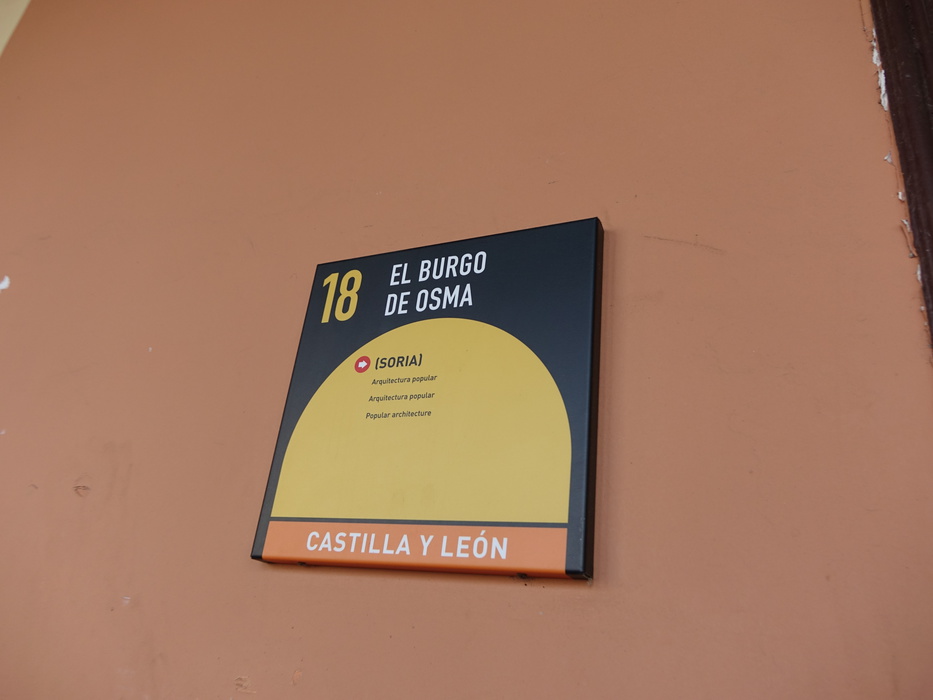 18
EL BURGO
DE OSMA
(SORIA)
Arquitectura popular
Arquitectura popular
Popular architecture
CASTILLA Y LEÓN